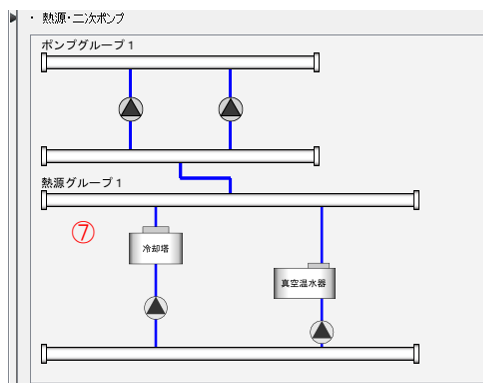 ・ 熱源・二次ポンプ
ポンプグループ1
熱源グループ1
⑦
冷却塔
真空温水器